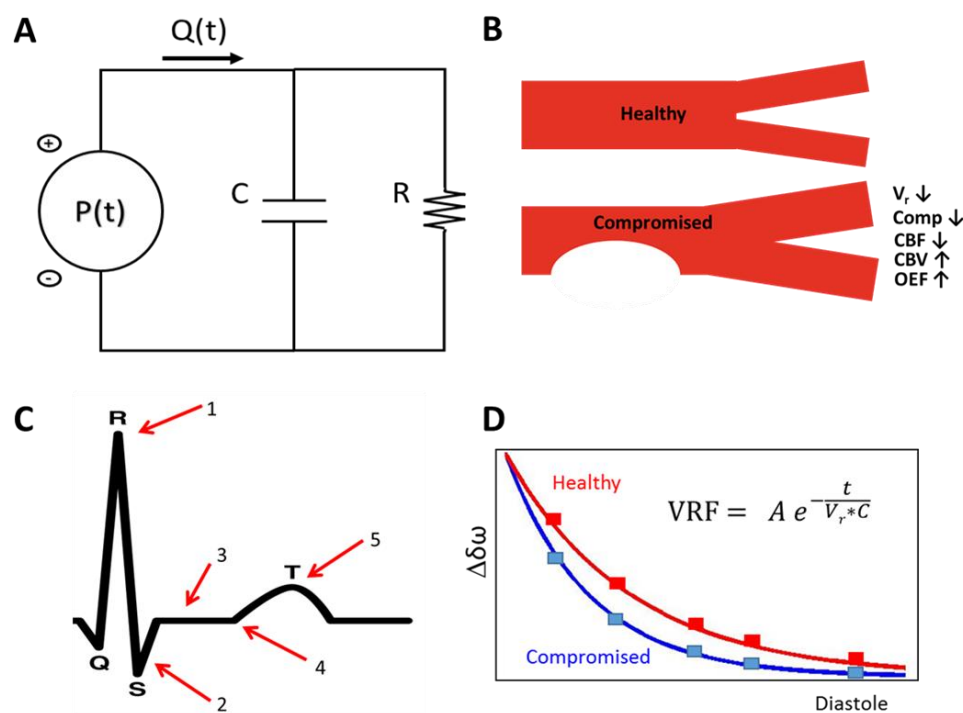 A
Q(t)
+
P(t)
-
C
R
B
Healthy
Compromised
Vr ↓
Comp ↓
CBF ↓
CBV ↑
OEF ↑
C
R
1
3
5
T
Q
S
4
2
D
Healthy
VRF = A e^(-t/(Vr*C))
Δδω
Compromised
Diastole